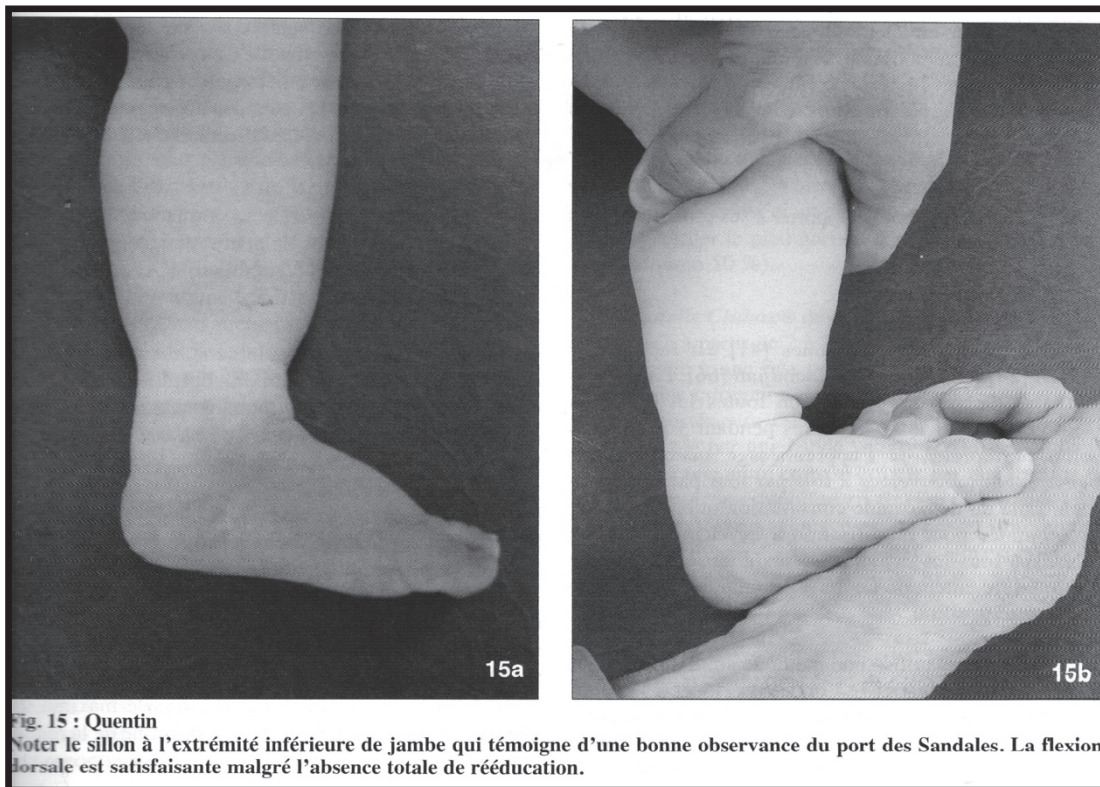 15a
15b
Fig. 15 : Quentin
Noter le sillon à l'extrémité inférieure de jambe qui témoigne d'une bonne observance du port des Sandales. La flexion
dorsale est satisfaisante malgré l'absence totale de rééducation.